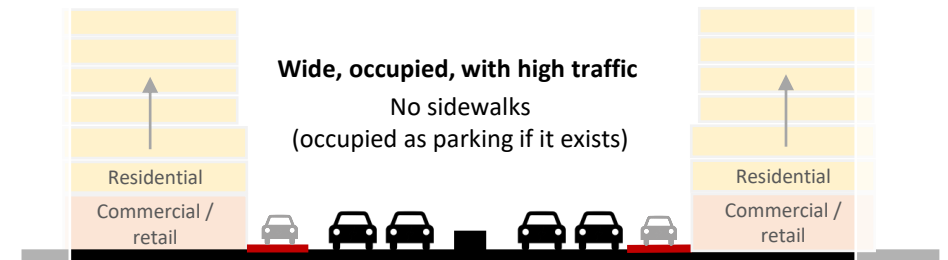 Wide, occupied, with high traffic
No sidewalks
(occupied as parking if it exists)
Residential
Commercial /
retail
Residential
Commercial /
retail